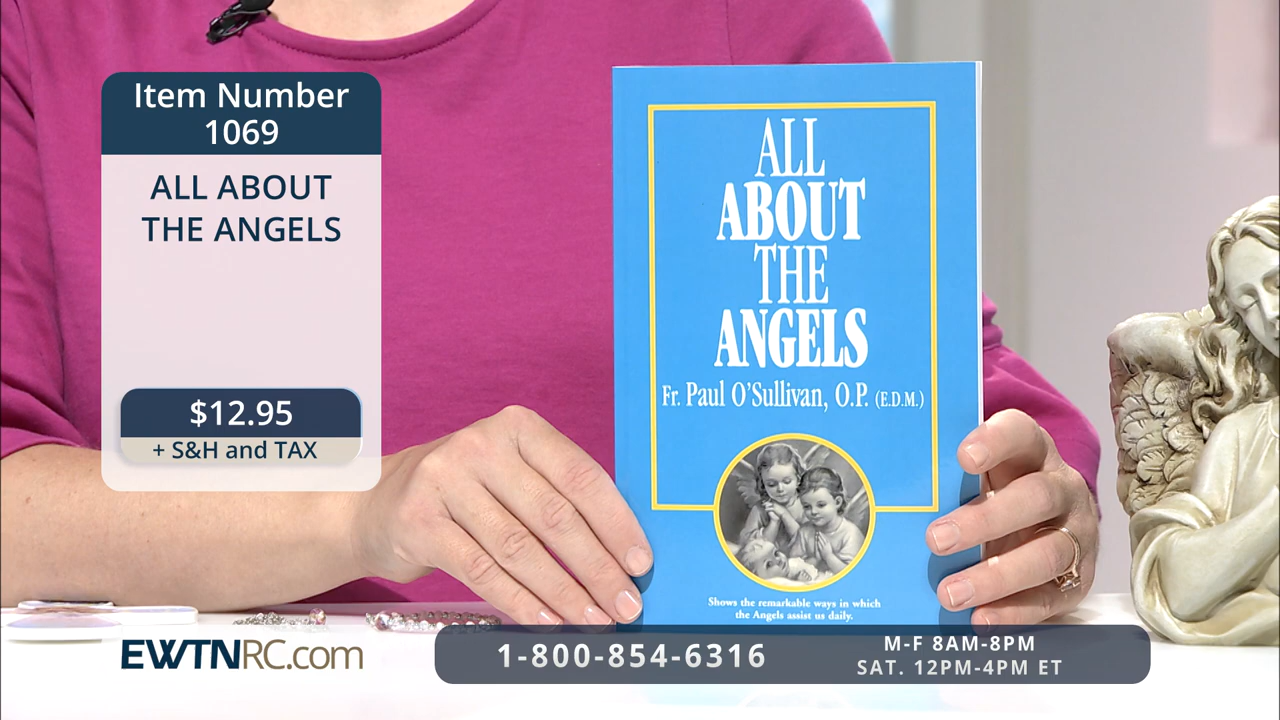 Item Number
1069
ALL ABOUT
THE ANGELS
$12.95
+ S&H and TAX
ALL
ABOUT
THE
ANGELS
Fr. Paul O'Sullivan, O.P. (E.D.M.)
Shows the remarkable ways in which
the Angels assist us daily.
EWTNRC.com
1-800-854-6316
M-F 8AM-8PM
SAT. 12PM-4PM ET